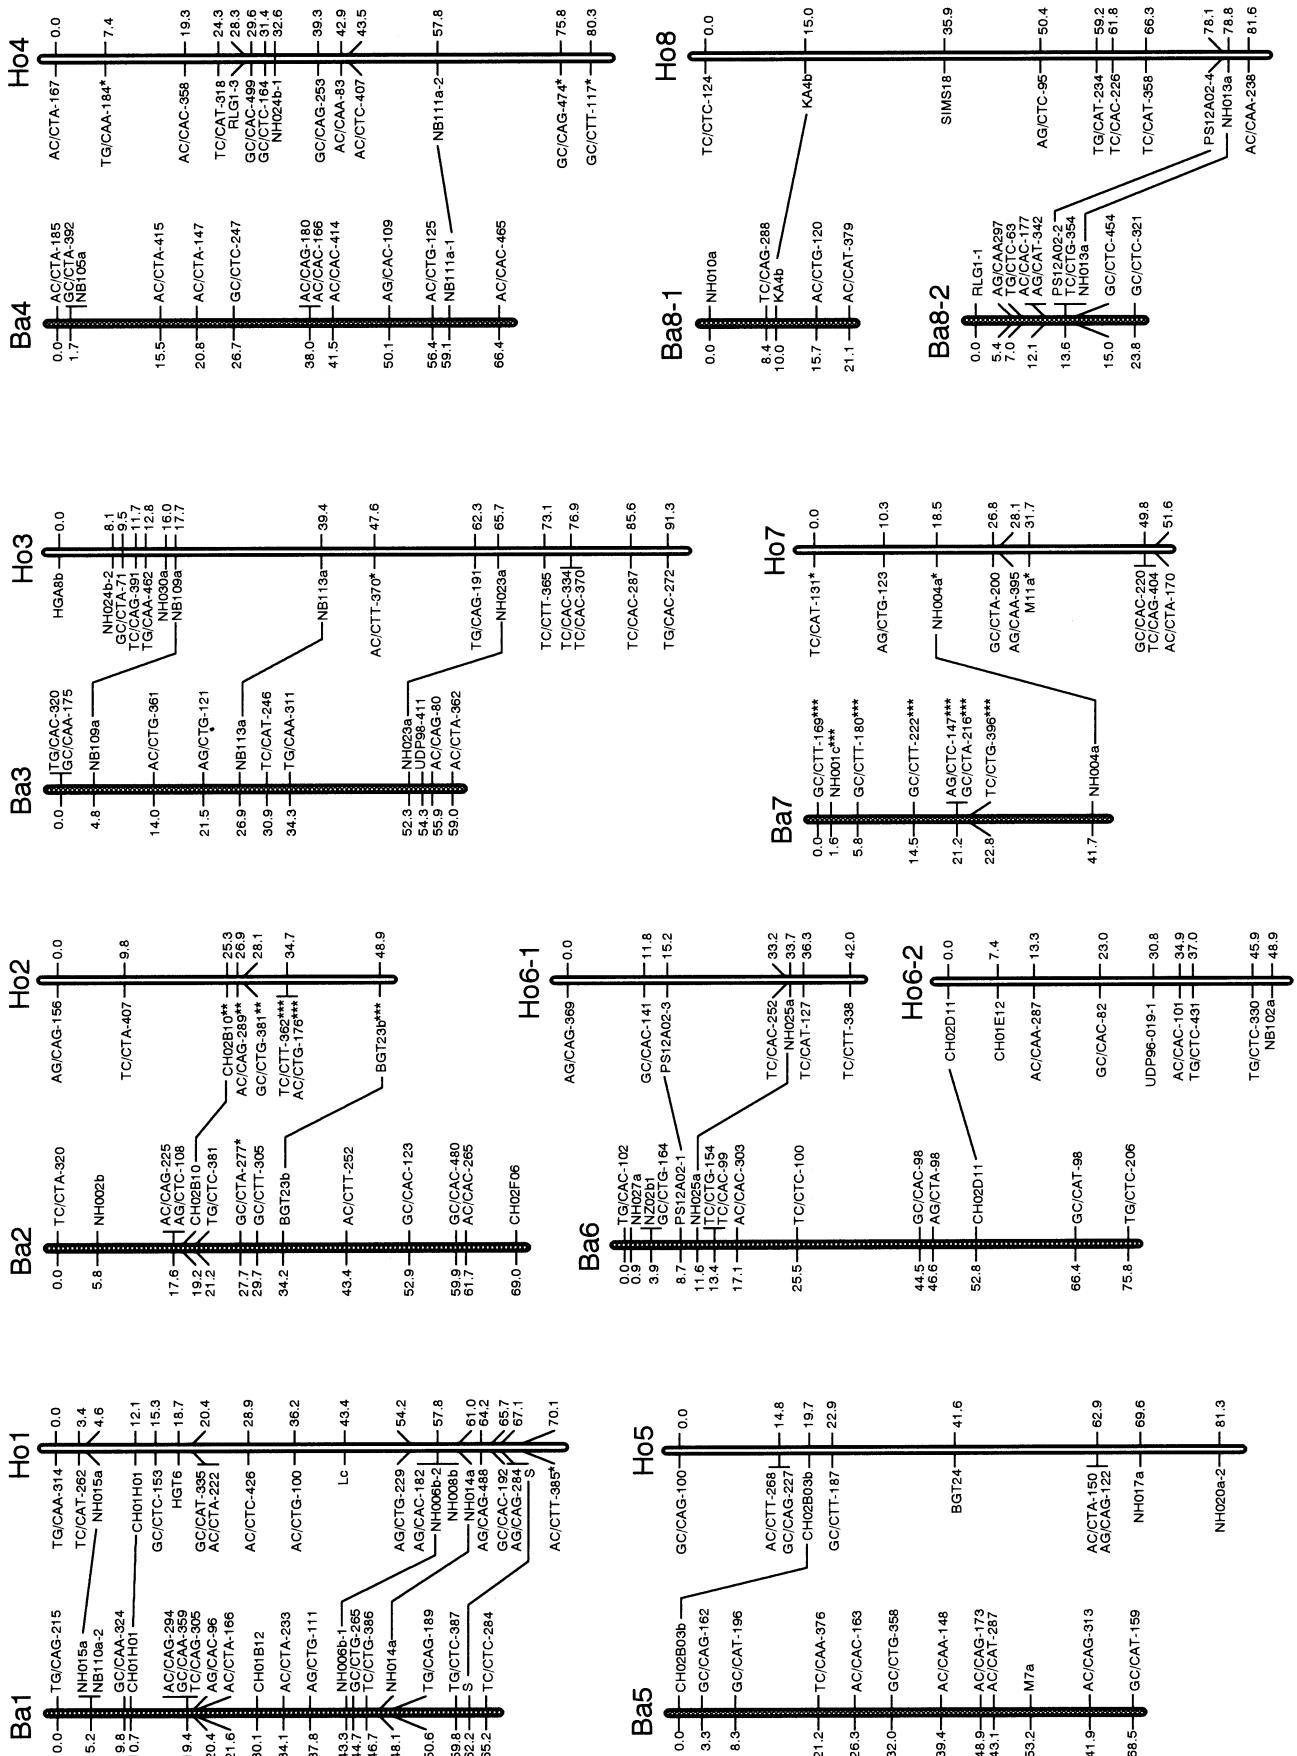 Ba1
0.0 TG/CAG-215
NH015a
5.2 NB110a-2
9.8 GC/CAA-324
0.7 CH01H01
AC/CAG-294
GC/CAA-359
9.4 TC/CAG-305
20.4 AG/CAC-96
21.6 AC/CTA-166
30.1 CH01B12
34.1 AC/CTA-233
37.8 AG/CTG-111
43.3 NH006b-1
44.7 GC/CTG-265
46.7 TC/CTG-386
48.1 NH014a
50.6 TG/CAG-189
59.8 TG/CTC-387
62.2 S
65.2 TC/CTC-284
Ho1
TG/CAA-314 0.0
TC/CAT-262 3.4
NH015a 4.6
CH01H01 12.1
GC/CTC-153 15.3
HGT6 18.7
GC/CAT-335 20.4
AC/CTA-222
AC/CTC-426 28.9
AC/CTG-100 36.2
Lc 43.4
AG/CTG-229 54.2
AG/CAC-182
NH006b-2 57.8
NH008b
NH014a 61.0
AG/CAG-488 64.2
GC/CAC-192 65.7
AG/CAG-284 67.1
S
AC/CTT-385* 70.1
Ba2
0.0 TC/CTA-320
5.8 NH002b
17.6 AC/CAG-225
AG/CTC-108
19.2 CH02B10
21.2 TG/CTC-381
27.7 GC/CTA-277*
29.7 GC/CTT-305
34.2 BGT23b
43.4 AC/CTT-252
52.9 GC/CAC-123
59.9 GC/CAC-480
61.7 AC/CAC-265
69.0 CH02F06
Ho2
AG/CAG-156 0.0
TC/CTA-407 9.8
CH02B10** 25.3
AC/CAG-289** 26.9
GC/CTG-381** 28.1
TC/CTT-362*** 34.7
AC/CTG-176***
BGT23b*** 48.9
Ba3
0.0 TG/CAC-320
GC/CAA-175
4.8 NB109a
14.0 AC/CTG-361
21.5 AG/CTG-121
26.9 NB113a
30.9 TC/CAT-246
34.3 TG/CAA-311
52.3 NH023a
54.3 UDP98-411
55.9 AC/CAG-80
59.0 AC/CTA-362
Ho3
HGA8b 0.0
NH024b-2 8.1
GC/CTA-71 9.5
TC/CAG-391 11.7
TG/CAA-462 12.8
NH030a 16.0
NB109a 17.7
NB113a 39.4
AC/CTT-370* 47.6
TG/CAG-191 62.3
NH023a 65.7
TC/CTT-365 73.1
TC/CAC-334 76.9
TC/CAC-370
TC/CAC-287 85.6
TG/CAC-272 91.3
Ba4
0.0 AC/CTA-185
1.7 GC/CTA-392
NB105a
15.5 AC/CTA-415
20.8 AC/CTA-147
26.7 GC/CTC-247
38.0 AC/CAG-180
AC/CAC-166
41.5 AC/CAC-414
50.1 AG/CAC-109
56.4 AC/CTG-125
59.1 NB111a-1
66.4 AC/CAC-465
Ho4
AC/CTA-167 0.0
TG/CAA-184* 7.4
AC/CAC-358 19.3
TC/CAT-318 24.3
RLG1-3 28.3
GC/CAC-499 29.6
GC/CTC-164 31.4
NH024b-1 32.6
GC/CAG-253 39.3
AC/CAA-83 42.9
AC/CTC-407 43.5
NB111a-2 57.8
GC/CAG-474* 75.8
GC/CTT-117* 80.3
Ba5
0.0 CH02B03b
3.3 GC/CAG-162
8.3 GC/CAT-196
21.2 TC/CAA-376
26.3 AC/CAC-163
32.0 GC/CTG-358
39.4 AC/CAA-148
48.9 AC/CAG-173
43.1 AC/CAT-287
53.2 M7a
41.9 AC/CAG-313
68.5 GC/CAT-159
Ho5
GC/CAG-100 0.0
AC/CTT-268 14.8
GC/CAG-227
CH02B03b 19.7
GC/CTT-187 22.9
BGT24 41.6
AC/CTA-150 62.9
AG/CAG-122
NH017a 69.6
NH020a-2 81.3
Ba6
0.0 TG/CAC-102
0.9 NH027a
3.9 NZ02b1
GC/CTG-164
8.7 PS12A02-1
11.6 NH025a
13.4 TC/CTG-154
TC/CAC-99
17.1 AC/CAC-303
25.5 TC/CTC-100
44.5 GC/CAC-98
46.6 AG/CTA-98
52.8 CH02D11
66.4 GC/CAT-98
75.8 TG/CTC-206
Ho6-1
AG/CAG-369 0.0
GC/CAC-141 11.8
PS12A02-3 15.2
TC/CAC-252 33.2
NH025a 33.7
TC/CAT-127 36.3
TC/CTT-338 42.0
Ho6-2
CH02D11 0.0
CH01E12 7.4
AC/CAA-287 13.3
GC/CAC-82 23.0
UDP96-019-1 30.8
AC/CAC-101 34.9
TG/CTC-431 37.0
TG/CTC-330 45.9
NB102a 48.9
Ba7
0.0 GC/CTT-169***
1.6 NH001c***
5.8 GC/CTT-180***
14.5 GC/CTT-222***
21.2 AG/CTC-147***
GC/CTA-216***
22.8 TC/CTG-396***
41.7 NH004a
Ho7
TC/CAT-131* 0.0
AG/CTG-123 10.3
NH004a* 18.5
GC/CTA-200 26.8
AG/CAA-395 28.1
M11a* 31.7
GC/CAC-220 49.8
TC/CAG-404
AC/CTA-170 51.6
Ba8-1
0.0 NH010a
8.4 TC/CAG-288
10.0 KA4b
15.7 AC/CTG-120
21.1 AC/CAT-379
Ba8-2
0.0 RLG1-1
5.4 AG/CAA297
7.0 TG/CTC-63
AC/CAC-177
12.1 AG/CAT-342
PS12A02-2
13.6 TC/CTG-354
NH013a
15.0 GC/CTC-454
23.8 GC/CTC-321
Ho8
TC/CTC-124 0.0
KA4b 15.0
SIMS18 35.9
AG/CTC-95 50.4
TG/CAT-234 59.2
TC/CAC-226 61.8
TC/CAT-358 66.3
PS12A02-4 78.1
NH013a 78.8
AC/CAA-238 81.6